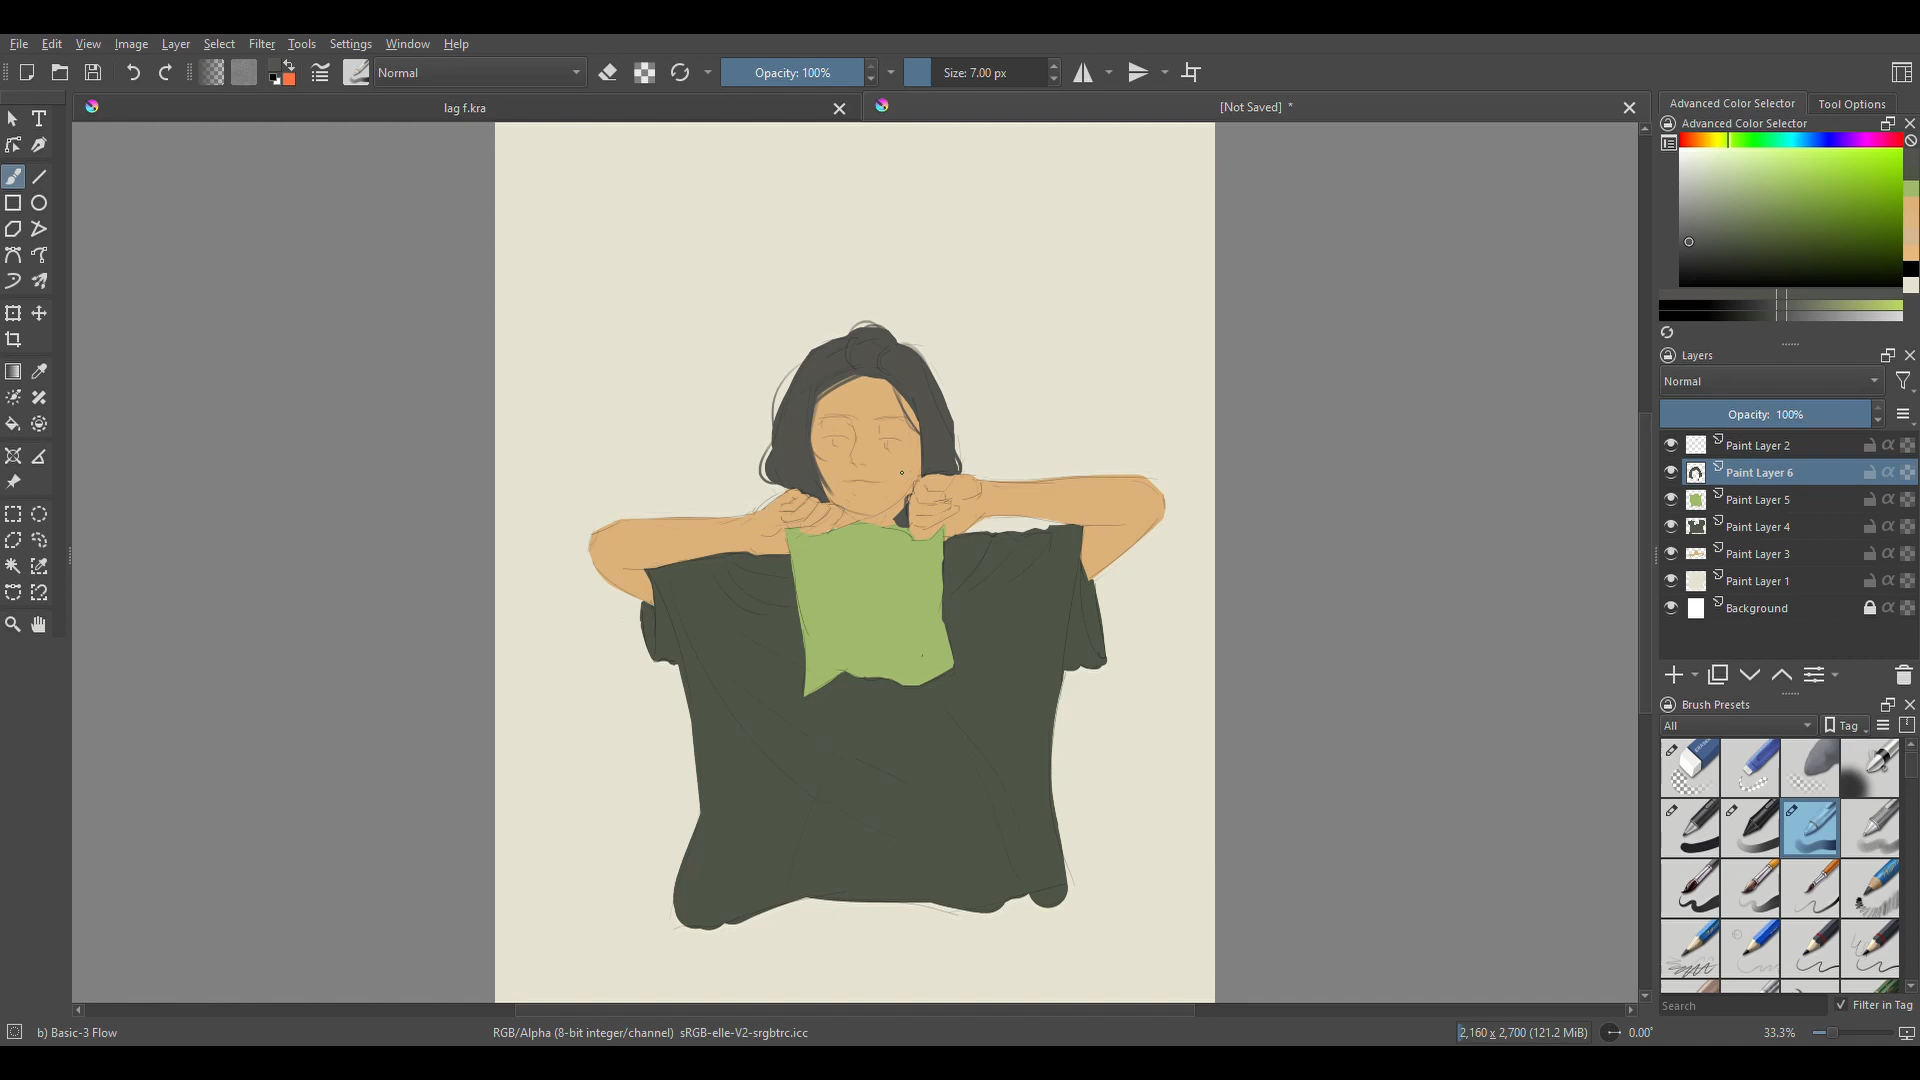 File Edit View Image Layer Select Filter Tools Settings Window Help
Normal Opacity: 100% Size: 7.00 px
lag f.kra [Not Saved] *
Advanced Color Selector Tool Options
Advanced Color Selector
Layers
Normal
Opacity: 100%
Paint Layer 2
Paint Layer 6
Paint Layer 5
Paint Layer 4
Paint Layer 3
Paint Layer 1
Background
Brush Presets
All Tag
Search Filter in Tag
b) Basic-3 Flow RGB/Alpha (8-bit integer/channel) sRGB-elle-V2-srgbtrc.icc 2,160 x 2,700 (121.2 MiB) 0.00° 33.3%